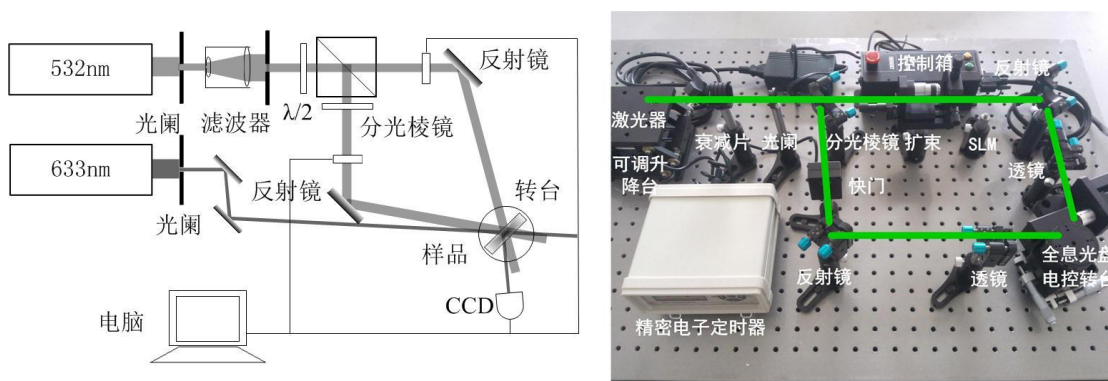 532nm
光阑
滤波器
λ/2
分光棱镜
反射镜
633nm
光阑
反射镜
转台
样品
CCD
电脑
控制箱
反射镜
激光器
衰减片
光阑
分光棱镜
扩束
SLM
透镜
可调升
降台
快门
反射镜
透镜
全息光盘
电控转台
精密电子定时器